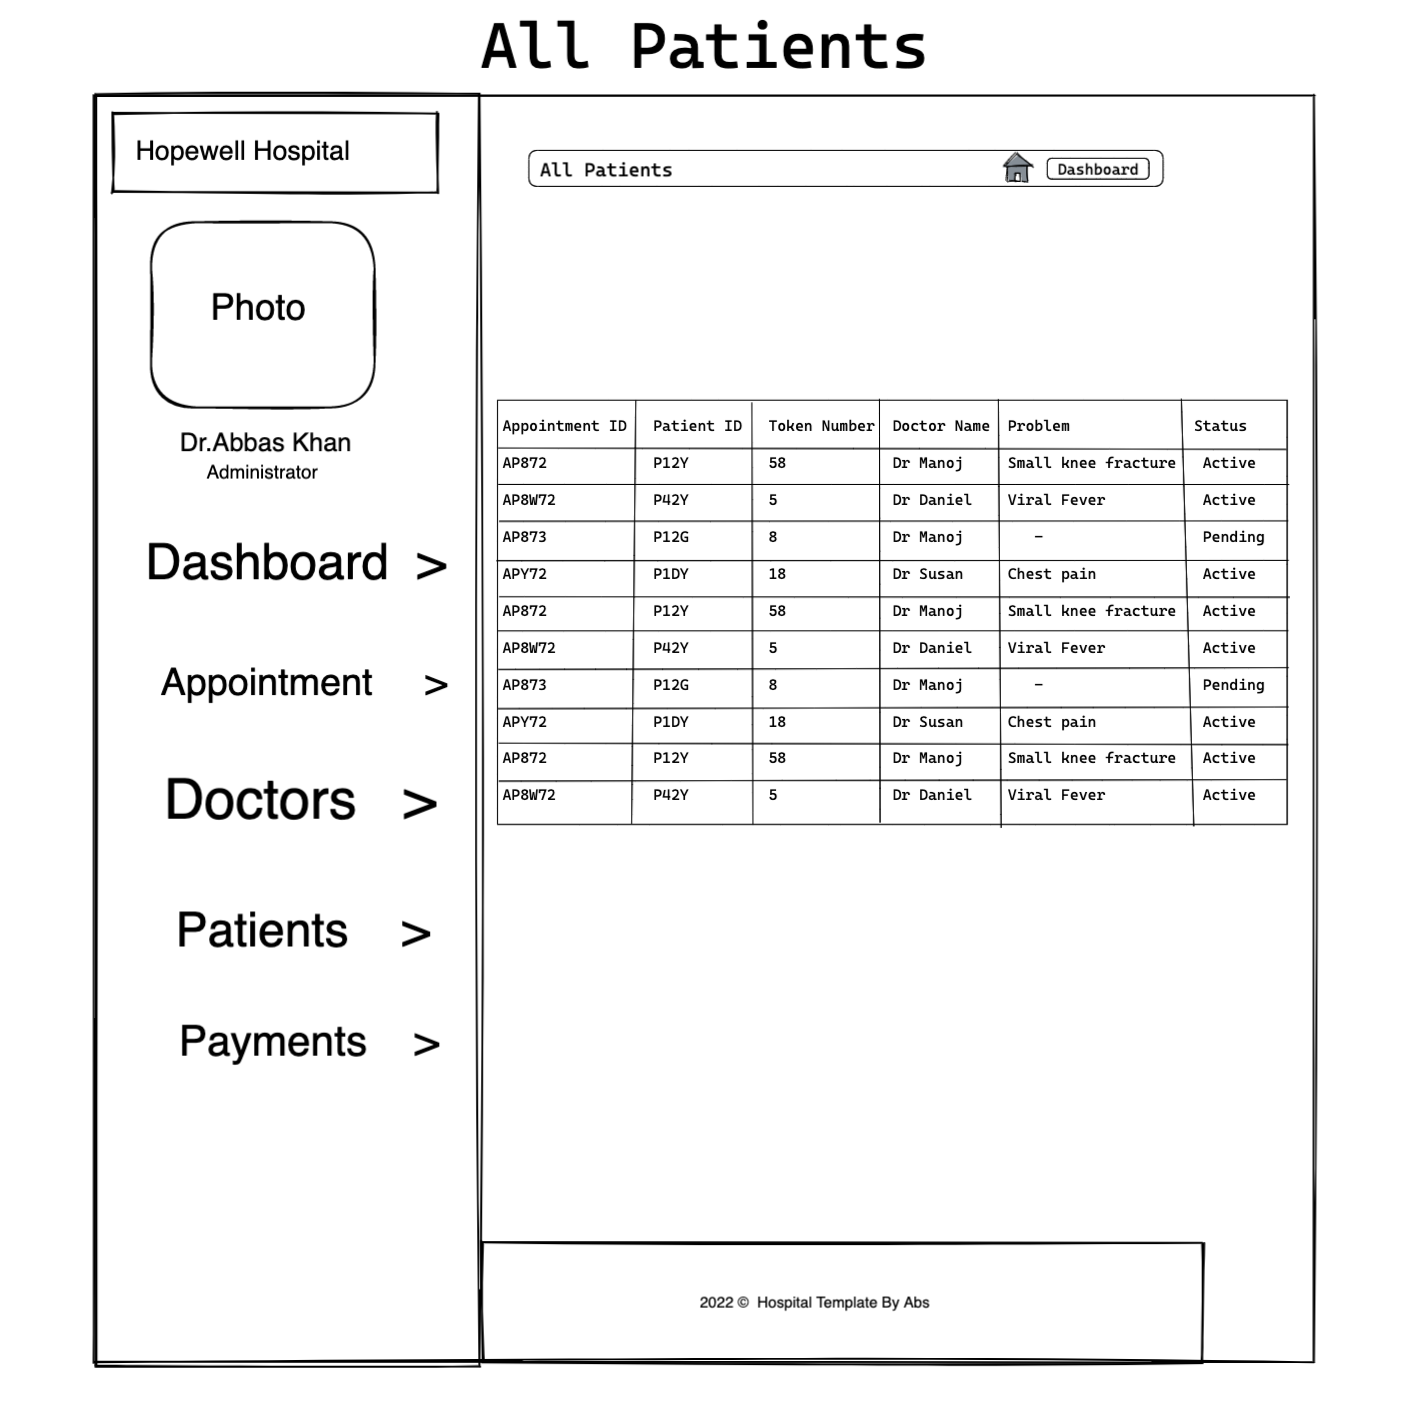 All Patients
Hopewell Hospital
Photo
Dr.Abbas Khan
Administrator
Dashboard >
Appointment >
Doctors >
Patients >
Payments >
All Patients Dashboard
Appointment ID Patient ID Token Number Doctor Name Problem Status
AP872 P12Y 58 Dr Manoj Small knee fracture Active
AP8W72 P42Y 5 Dr Daniel Viral Fever Active
AP873 P12G 8 Dr Manoj – Pending
APY72 P1DY 18 Dr Susan Chest pain Active
AP872 P12Y 58 Dr Manoj Small knee fracture Active
AP8W72 P42Y 5 Dr Daniel Viral Fever Active
AP873 P12G 8 Dr Manoj – Pending
APY72 P1DY 18 Dr Susan Chest pain Active
AP872 P12Y 58 Dr Manoj Small knee fracture Active
AP8W72 P42Y 5 Dr Daniel Viral Fever Active
2022 © Hospital Template By Abs